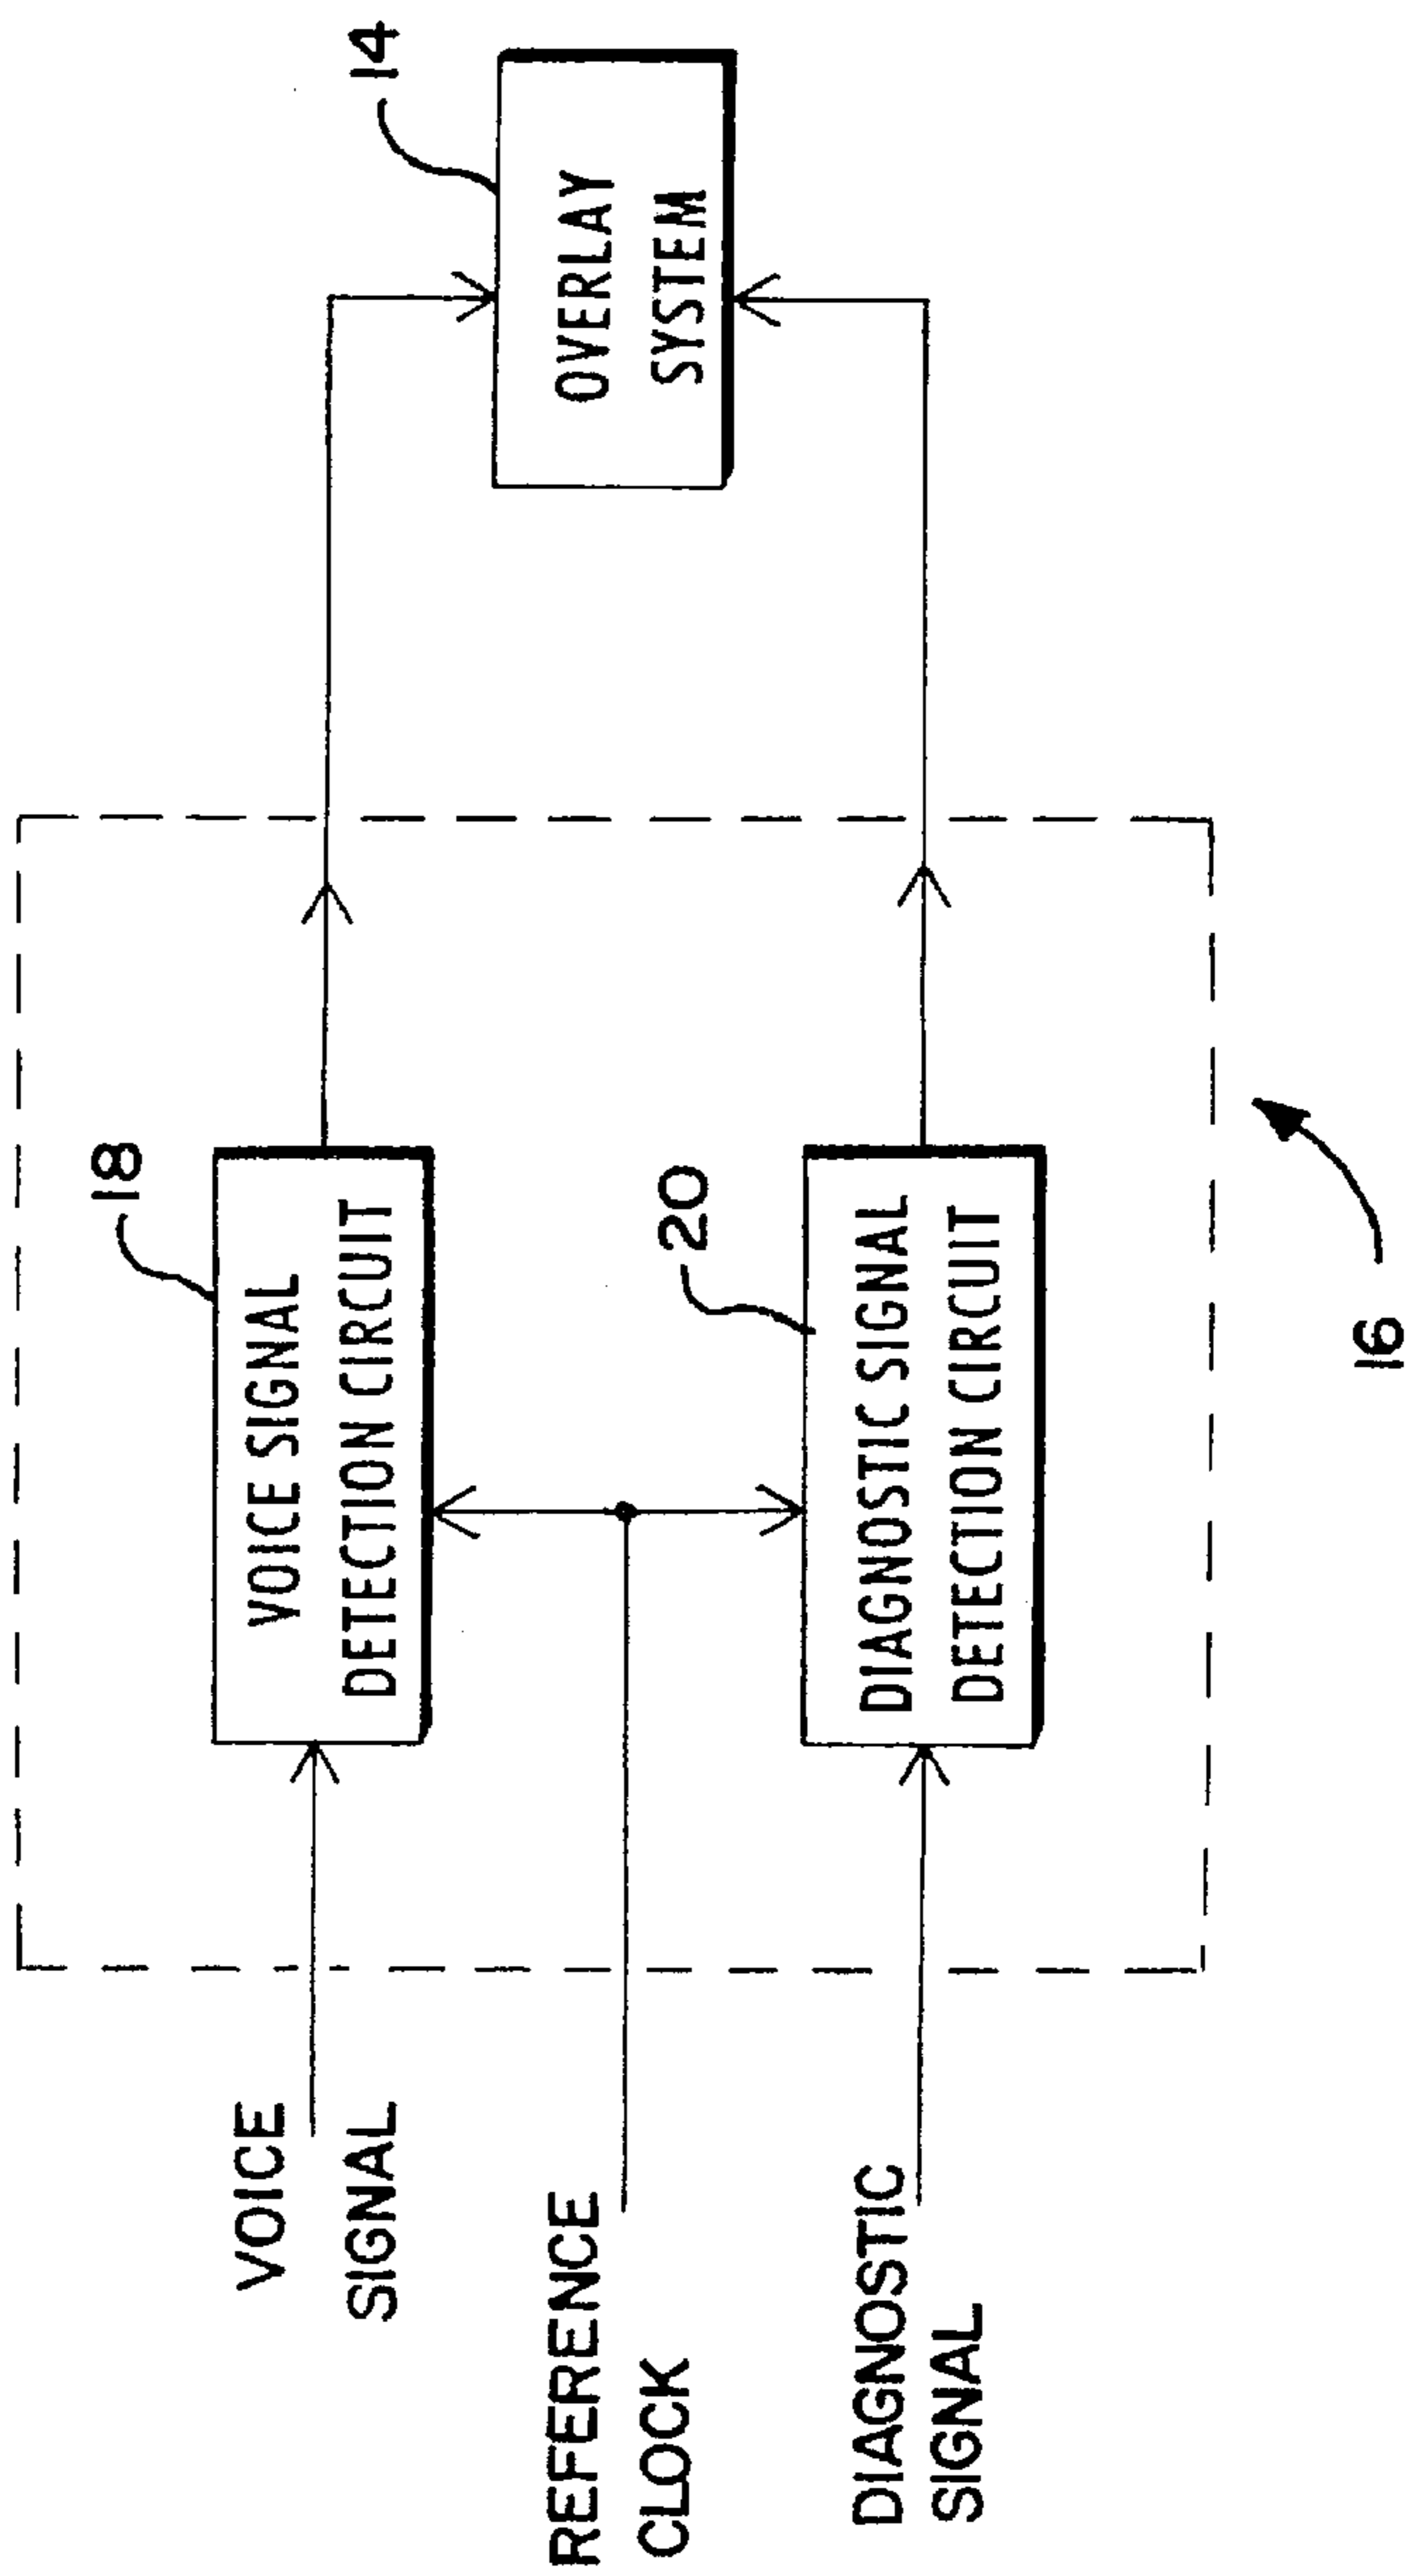 VOICE
SIGNAL
REFERENCE
CLOCK
DIAGNOSTIC
SIGNAL
18
VOICE SIGNAL
DETECTION CIRCUIT
20
DIAGNOSTIC SIGNAL
DETECTION CIRCUIT
16
14
OVERLAY
SYSTEM